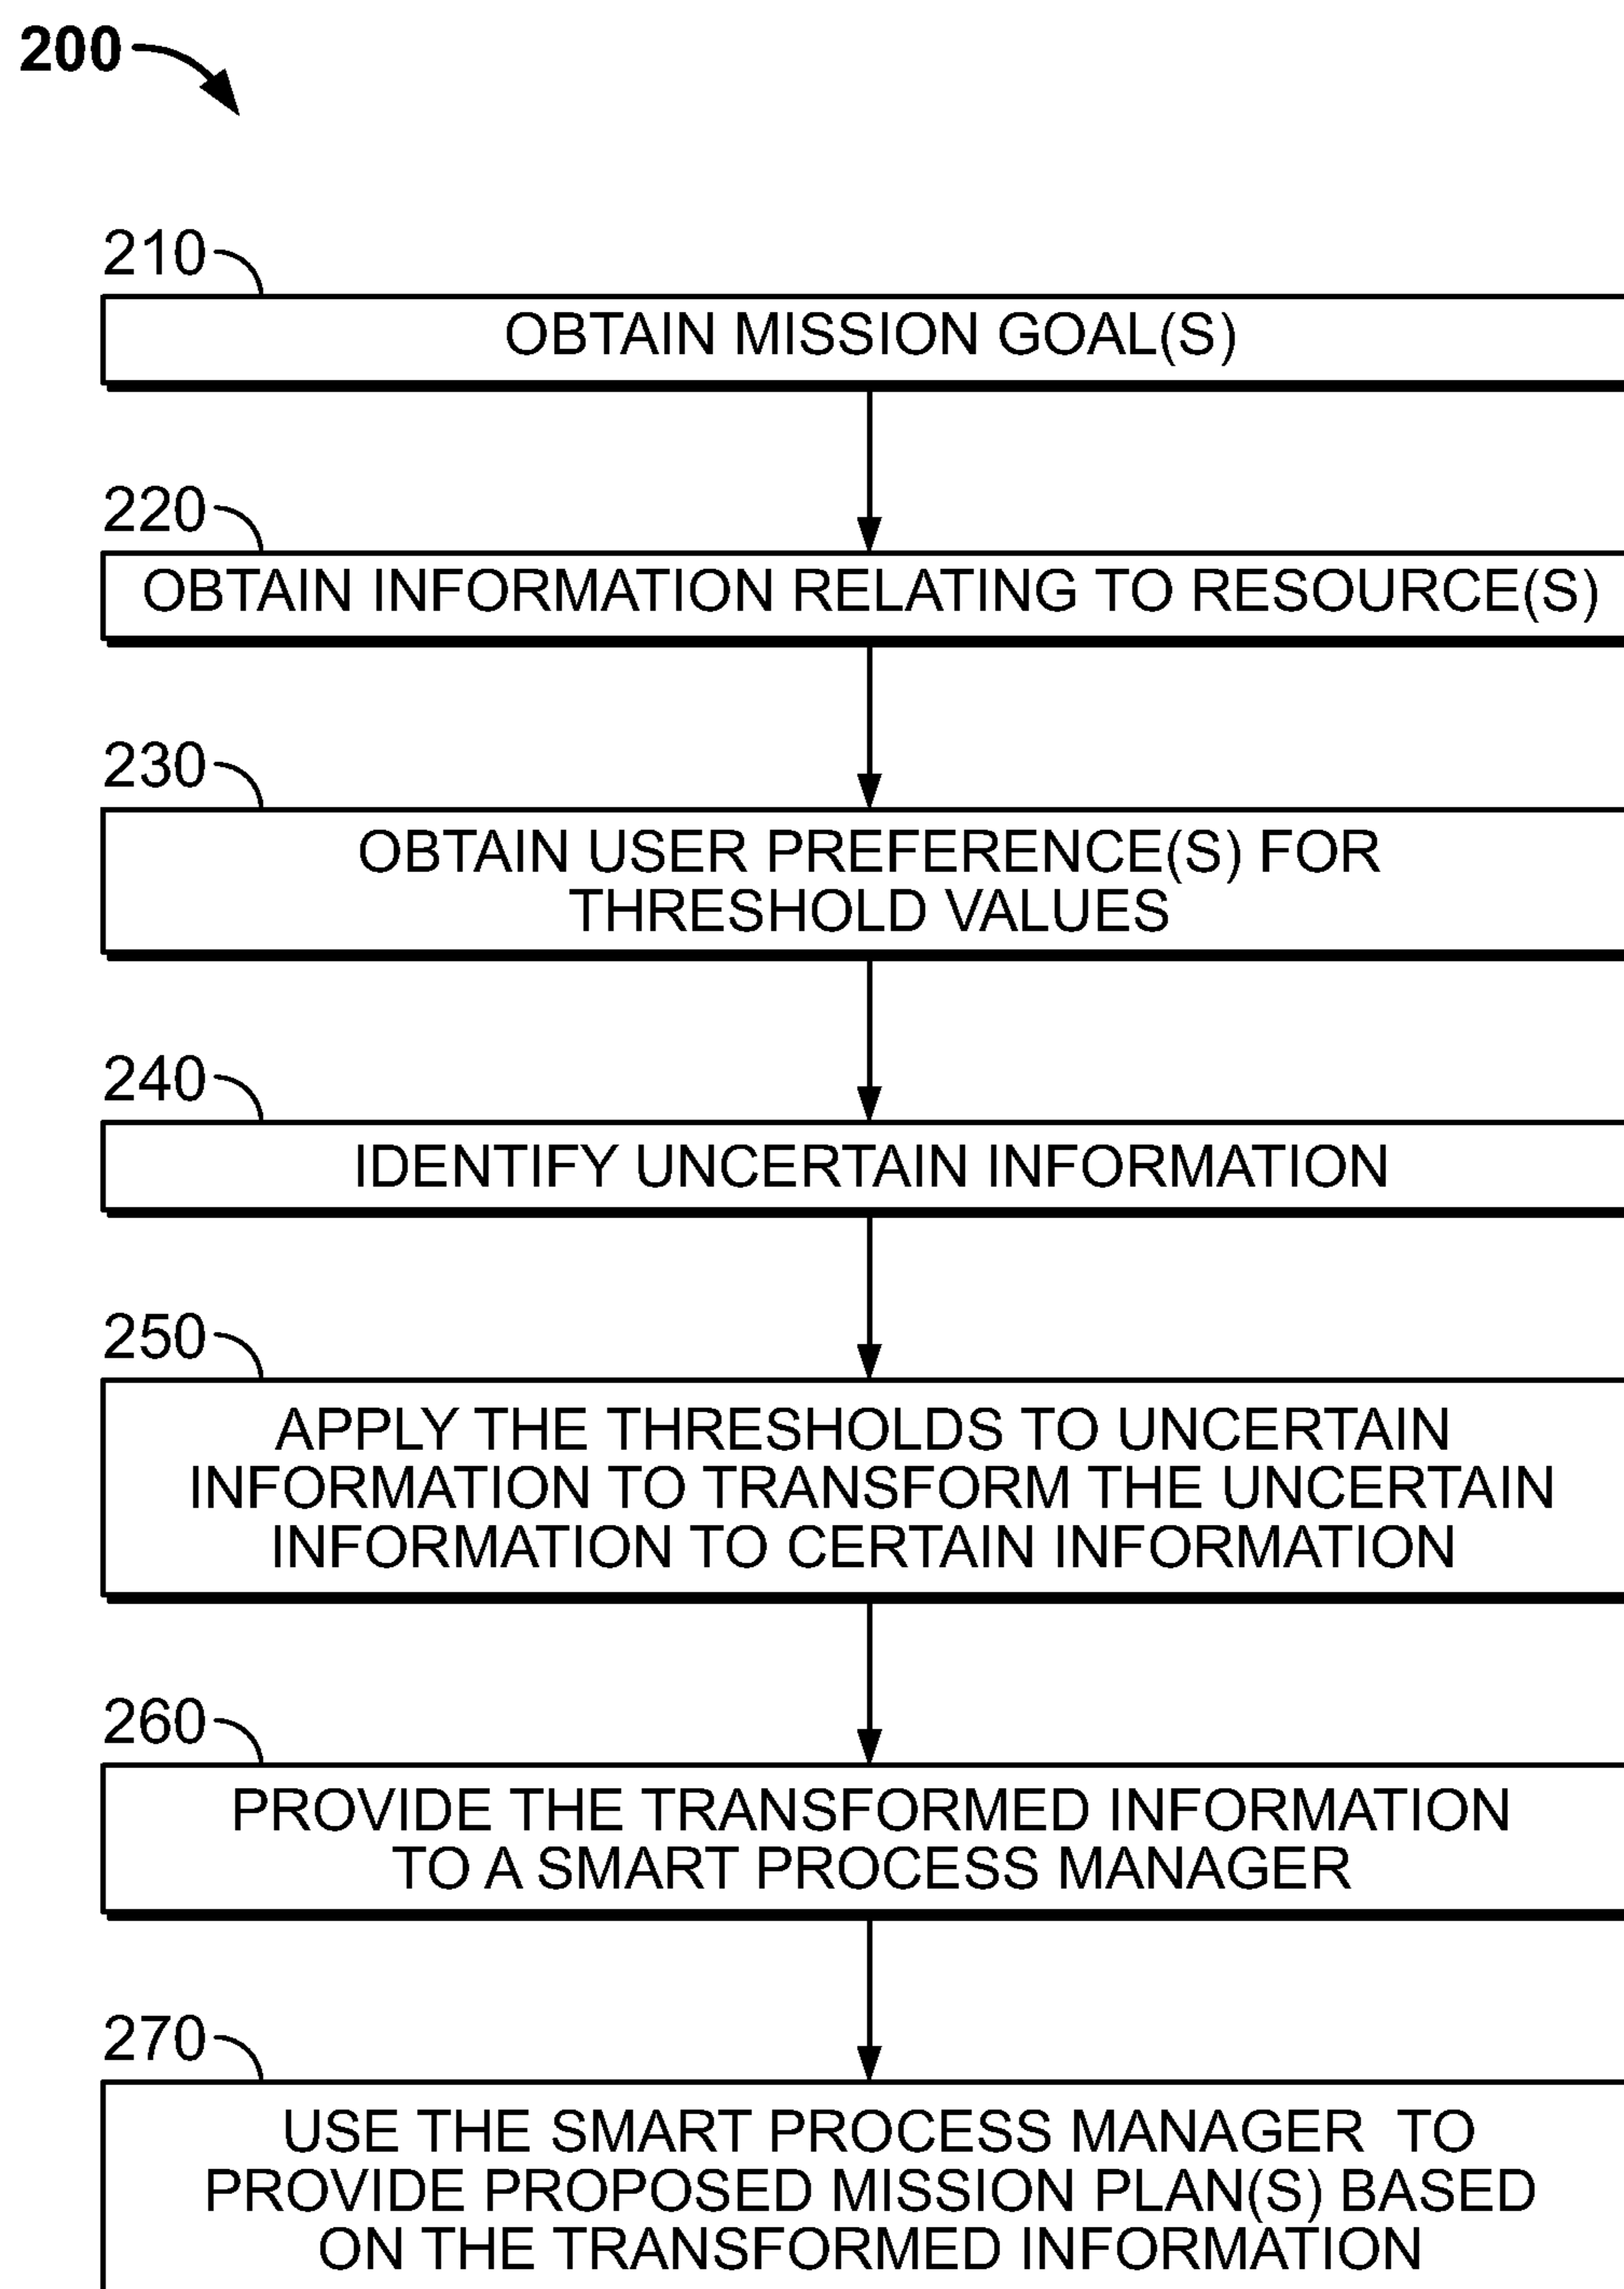 200
210
OBTAIN MISSION GOAL(S)
220
OBTAIN INFORMATION RELATING TO RESOURCE(S)
230
OBTAIN USER PREFERENCE(S) FOR
THRESHOLD VALUES
240
IDENTIFY UNCERTAIN INFORMATION
250
APPLY THE THRESHOLDS TO UNCERTAIN
INFORMATION TO TRANSFORM THE UNCERTAIN
INFORMATION TO CERTAIN INFORMATION
260
PROVIDE THE TRANSFORMED INFORMATION
TO A SMART PROCESS MANAGER
270
USE THE SMART PROCESS MANAGER TO
PROVIDE PROPOSED MISSION PLAN(S) BASED
ON THE TRANSFORMED INFORMATION